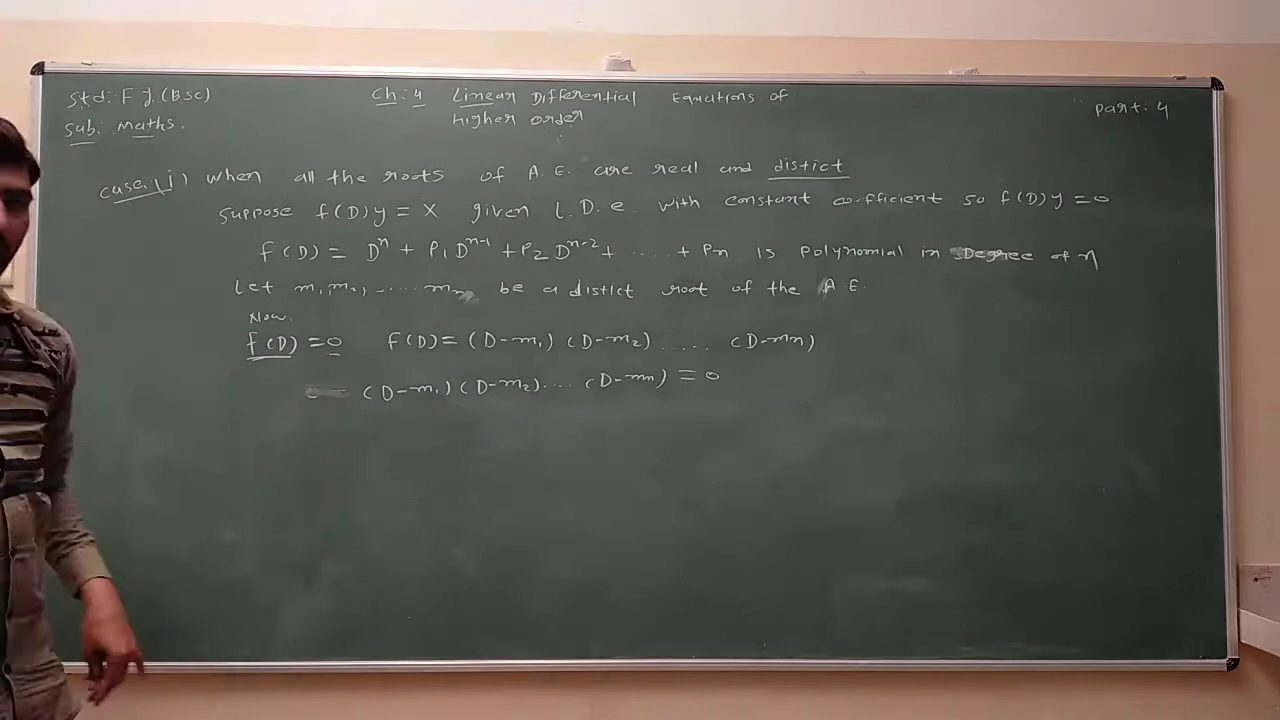 Std: F.Y.(BSc)
Sub: Maths.
Ch: 4 Linear Differential Equations of
higher order
Part. 4
case:(i) when all the roots of A.E. are real and distict
Suppose f(D)y = X given L.D.e. with constant co-efficient so f(D)y = 0
f(D) = Dⁿ + P₁Dⁿ⁻¹ + P₂Dⁿ⁻² + ..... + Pn is polynomial in Degree of n
Let m₁,m₂,-....mn be a distict root of the A.E.
Now.
f(D) = 0 f(D) = (D-m₁) (D-m₂) ..... (D-mn)
(D-m₁) (D-m₂).... (D-mn) = 0